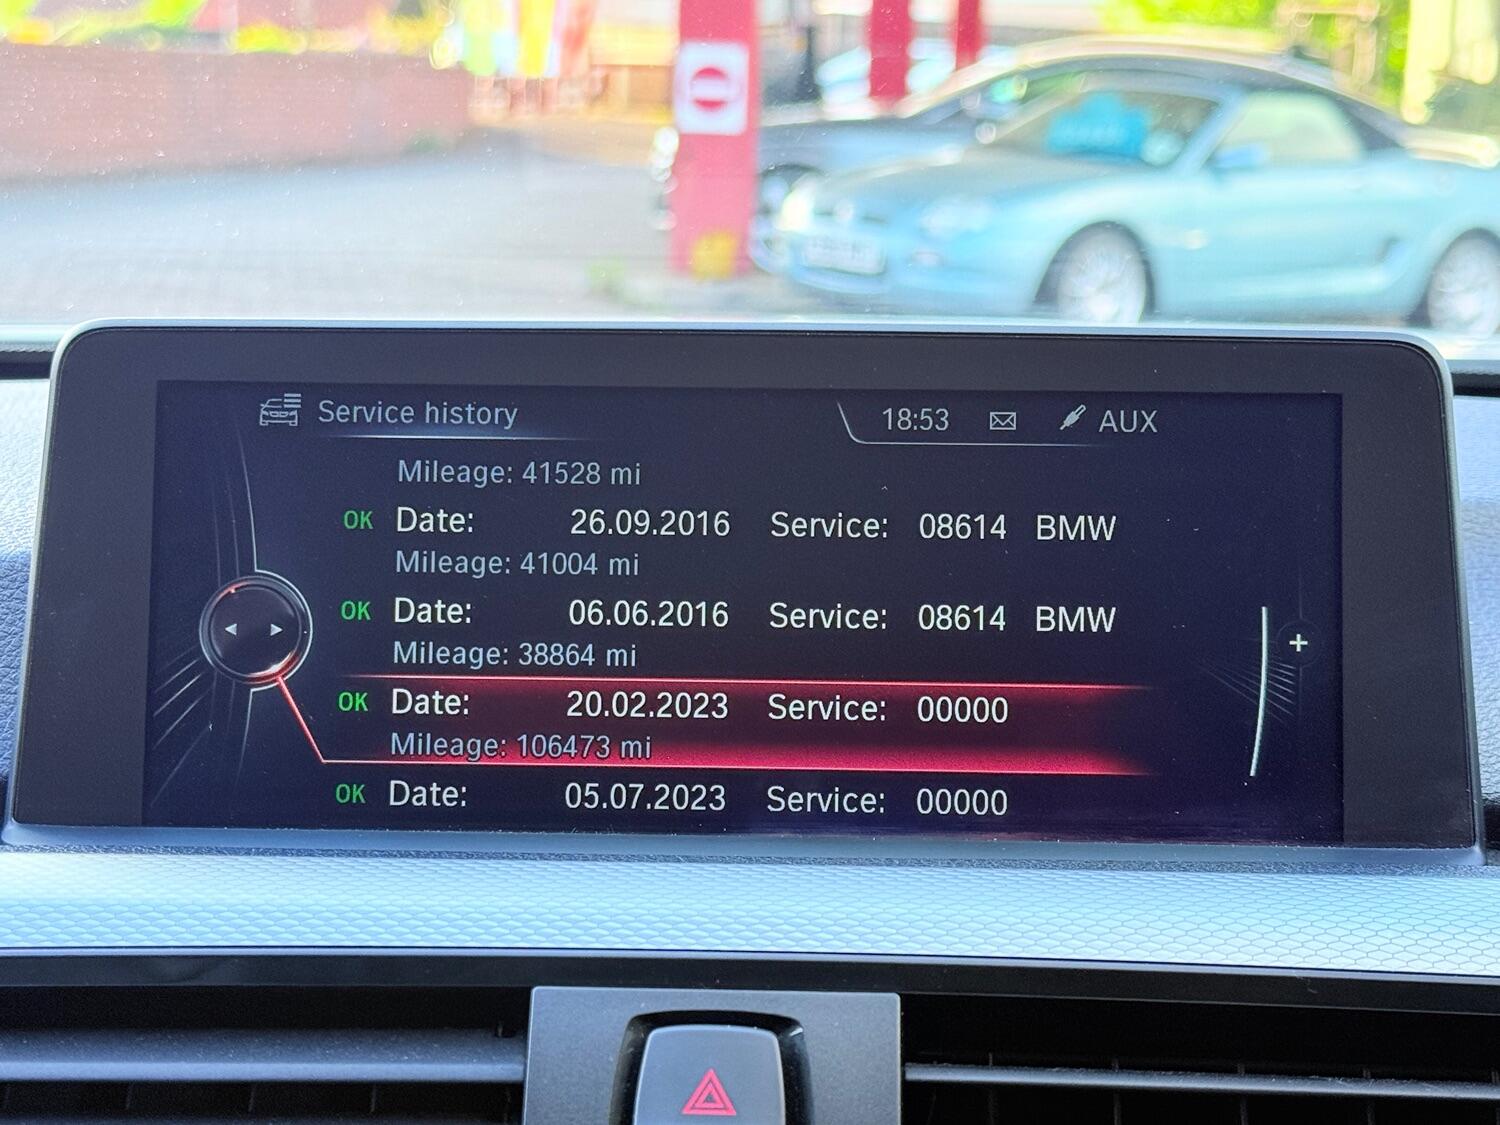 Service history
18:53 AUX
Mileage: 41528 mi
OK Date: 26.09.2016 Service: 08614 BMW
Mileage: 41004 mi
OK Date: 06.06.2016 Service: 08614 BMW
Mileage: 38864 mi
OK Date: 20.02.2023 Service: 00000
Mileage: 106473 mi
OK Date: 05.07.2023 Service: 00000